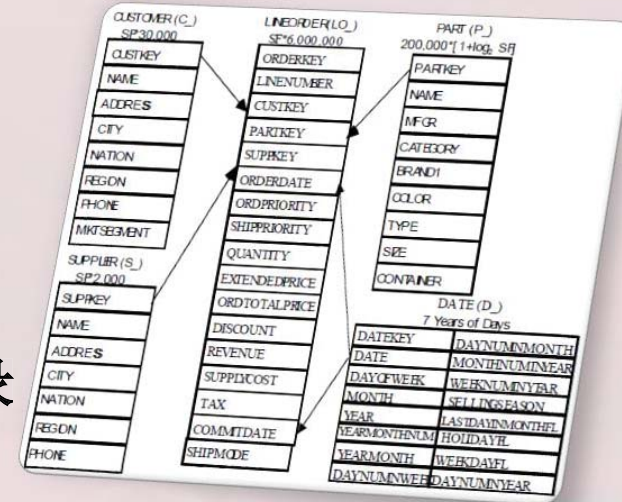 CUSTOMER (C_)
SF*30,000
CUSTKEY
NAME
ADDRESS
CITY
NATION
REGION
PHONE
MKTSEGMENT
SUPPLIER (S_)
SF*2,000
SUPPKEY
NAME
ADDRESS
CITY
NATION
REGION
PHONE
LINEORDER (LO_)
SF*6,000,000
ORDERKEY
LINENUMBER
CUSTKEY
PARTKEY
SUPPKEY
ORDERDATE
ORDPRIORITY
SHIPPRIORITY
QUANTITY
EXTENDEDPRICE
ORDTOTALPRICE
DISCOUNT
REVENUE
SUPPLYCOST
TAX
COMMITDATE
SHIPMODE
PART (P_)
200,000*[1+log₂ SF]
PARTKEY
NAME
MFGR
CATEGORY
BRAND1
COLOR
TYPE
SIZE
CONTAINER
DATE (D_)
7 Years of Days
DATEKEY DAYNUMINMONTH
DATE MONTHNUMINYEAR
DAYOFWEEK WEEKNUMINYEAR
MONTH SELLINGSEASON
YEAR LASTDAYINMONTHFL
YEARMONTHNUM HOLIDAYFL
YEARMONTH WEEKDAYFL
DAYNUMINWEEK DAYNUMINYEAR